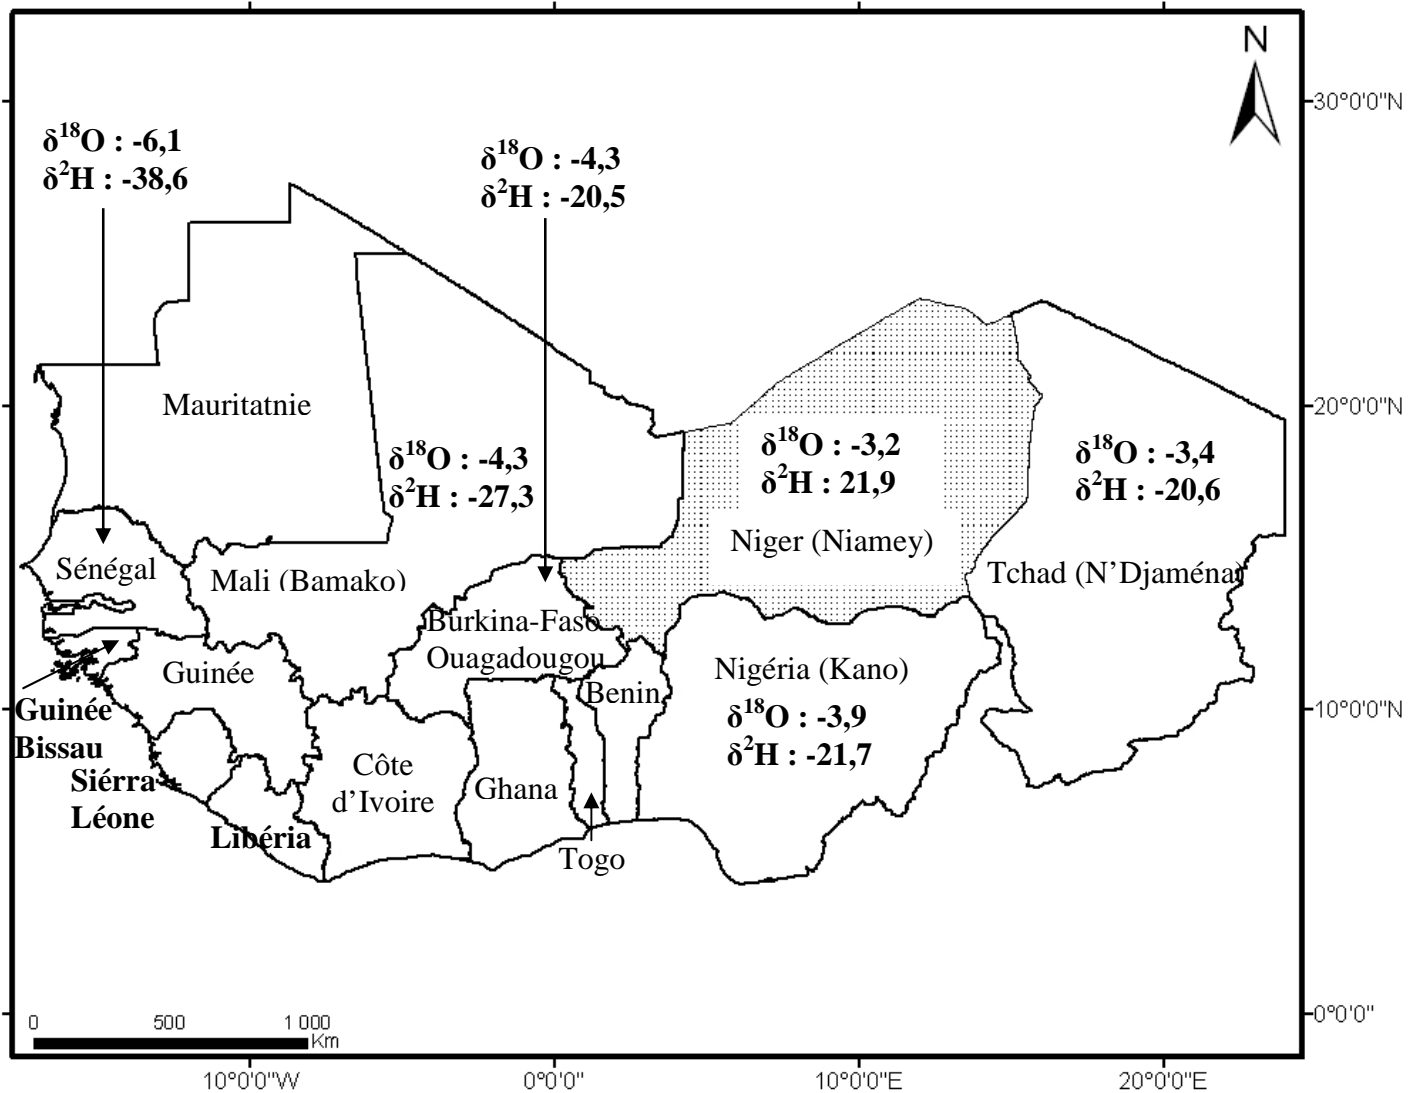 N
30°0'0"N
δ¹⁸O : -6,1
δ²H : -38,6
δ¹⁸O : -4,3
δ²H : -20,5
Mauritatnie
20°0'0"N
δ¹⁸O : -4,3
δ²H : -27,3
δ¹⁸O : -3,2
δ²H : 21,9
Niger (Niamey)
δ¹⁸O : -3,4
δ²H : -20,6
Tchad (N'Djaména)
Sénégal
Mali (Bamako)
Burkina-Faso
Ouagadougou
Guinée
Benin
Nigéria (Kano)
δ¹⁸O : -3,9
δ²H : -21,7
10°0'0"N
Guinée
Bissau
Siérra
Léone
Libéria
Côte
d'Ivoire
Ghana
Togo
0 500 1 000
Km
0°0'0"
10°0'0"W 0°0'0" 10°0'0"E 20°0'0"E